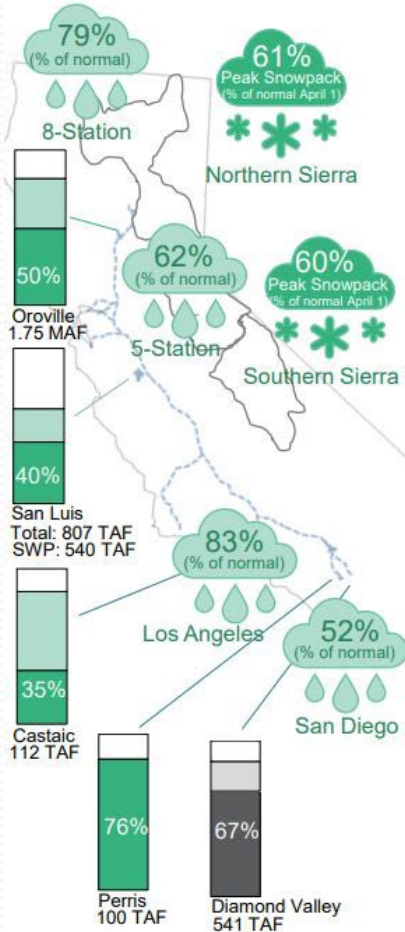 79%
(% of normal)
8-Station
61%
Peak Snowpack
(% of normal April 1)
Northern Sierra
50%
Oroville
1.75 MAF
62%
(% of normal)
5-Station
60%
Peak Snowpack
(% of normal April 1)
Southern Sierra
40%
San Luis
Total: 807 TAF
SWP: 540 TAF
83%
(% of normal)
Los Angeles
52%
(% of normal)
San Diego
35%
Castaic
112 TAF
76%
Perris
100 TAF
67%
Diamond Valley
541 TAF